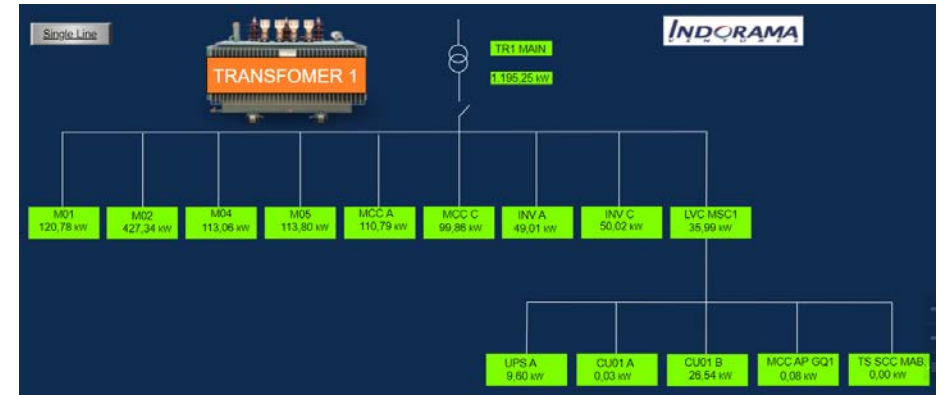 Single Line
INDORAMA
VENTURES
TRANSFOMER 1
TR1 MAIN
1.195,25 kW
M01
120,78 kW
M02
427,34 kW
M04
113,06 kW
M05
113,80 kW
MCC A
110,79 kW
MCC C
99,86 kW
INV A
49,01 kW
INV C
50,02 kW
LVC MSC1
35,99 kW
UPS A
9,60 kW
CU01 A
0,03 kW
CU01 B
26,54 kW
MCC AP GQ1
0,08 kW
TS SCC MAB.
0,00 kW